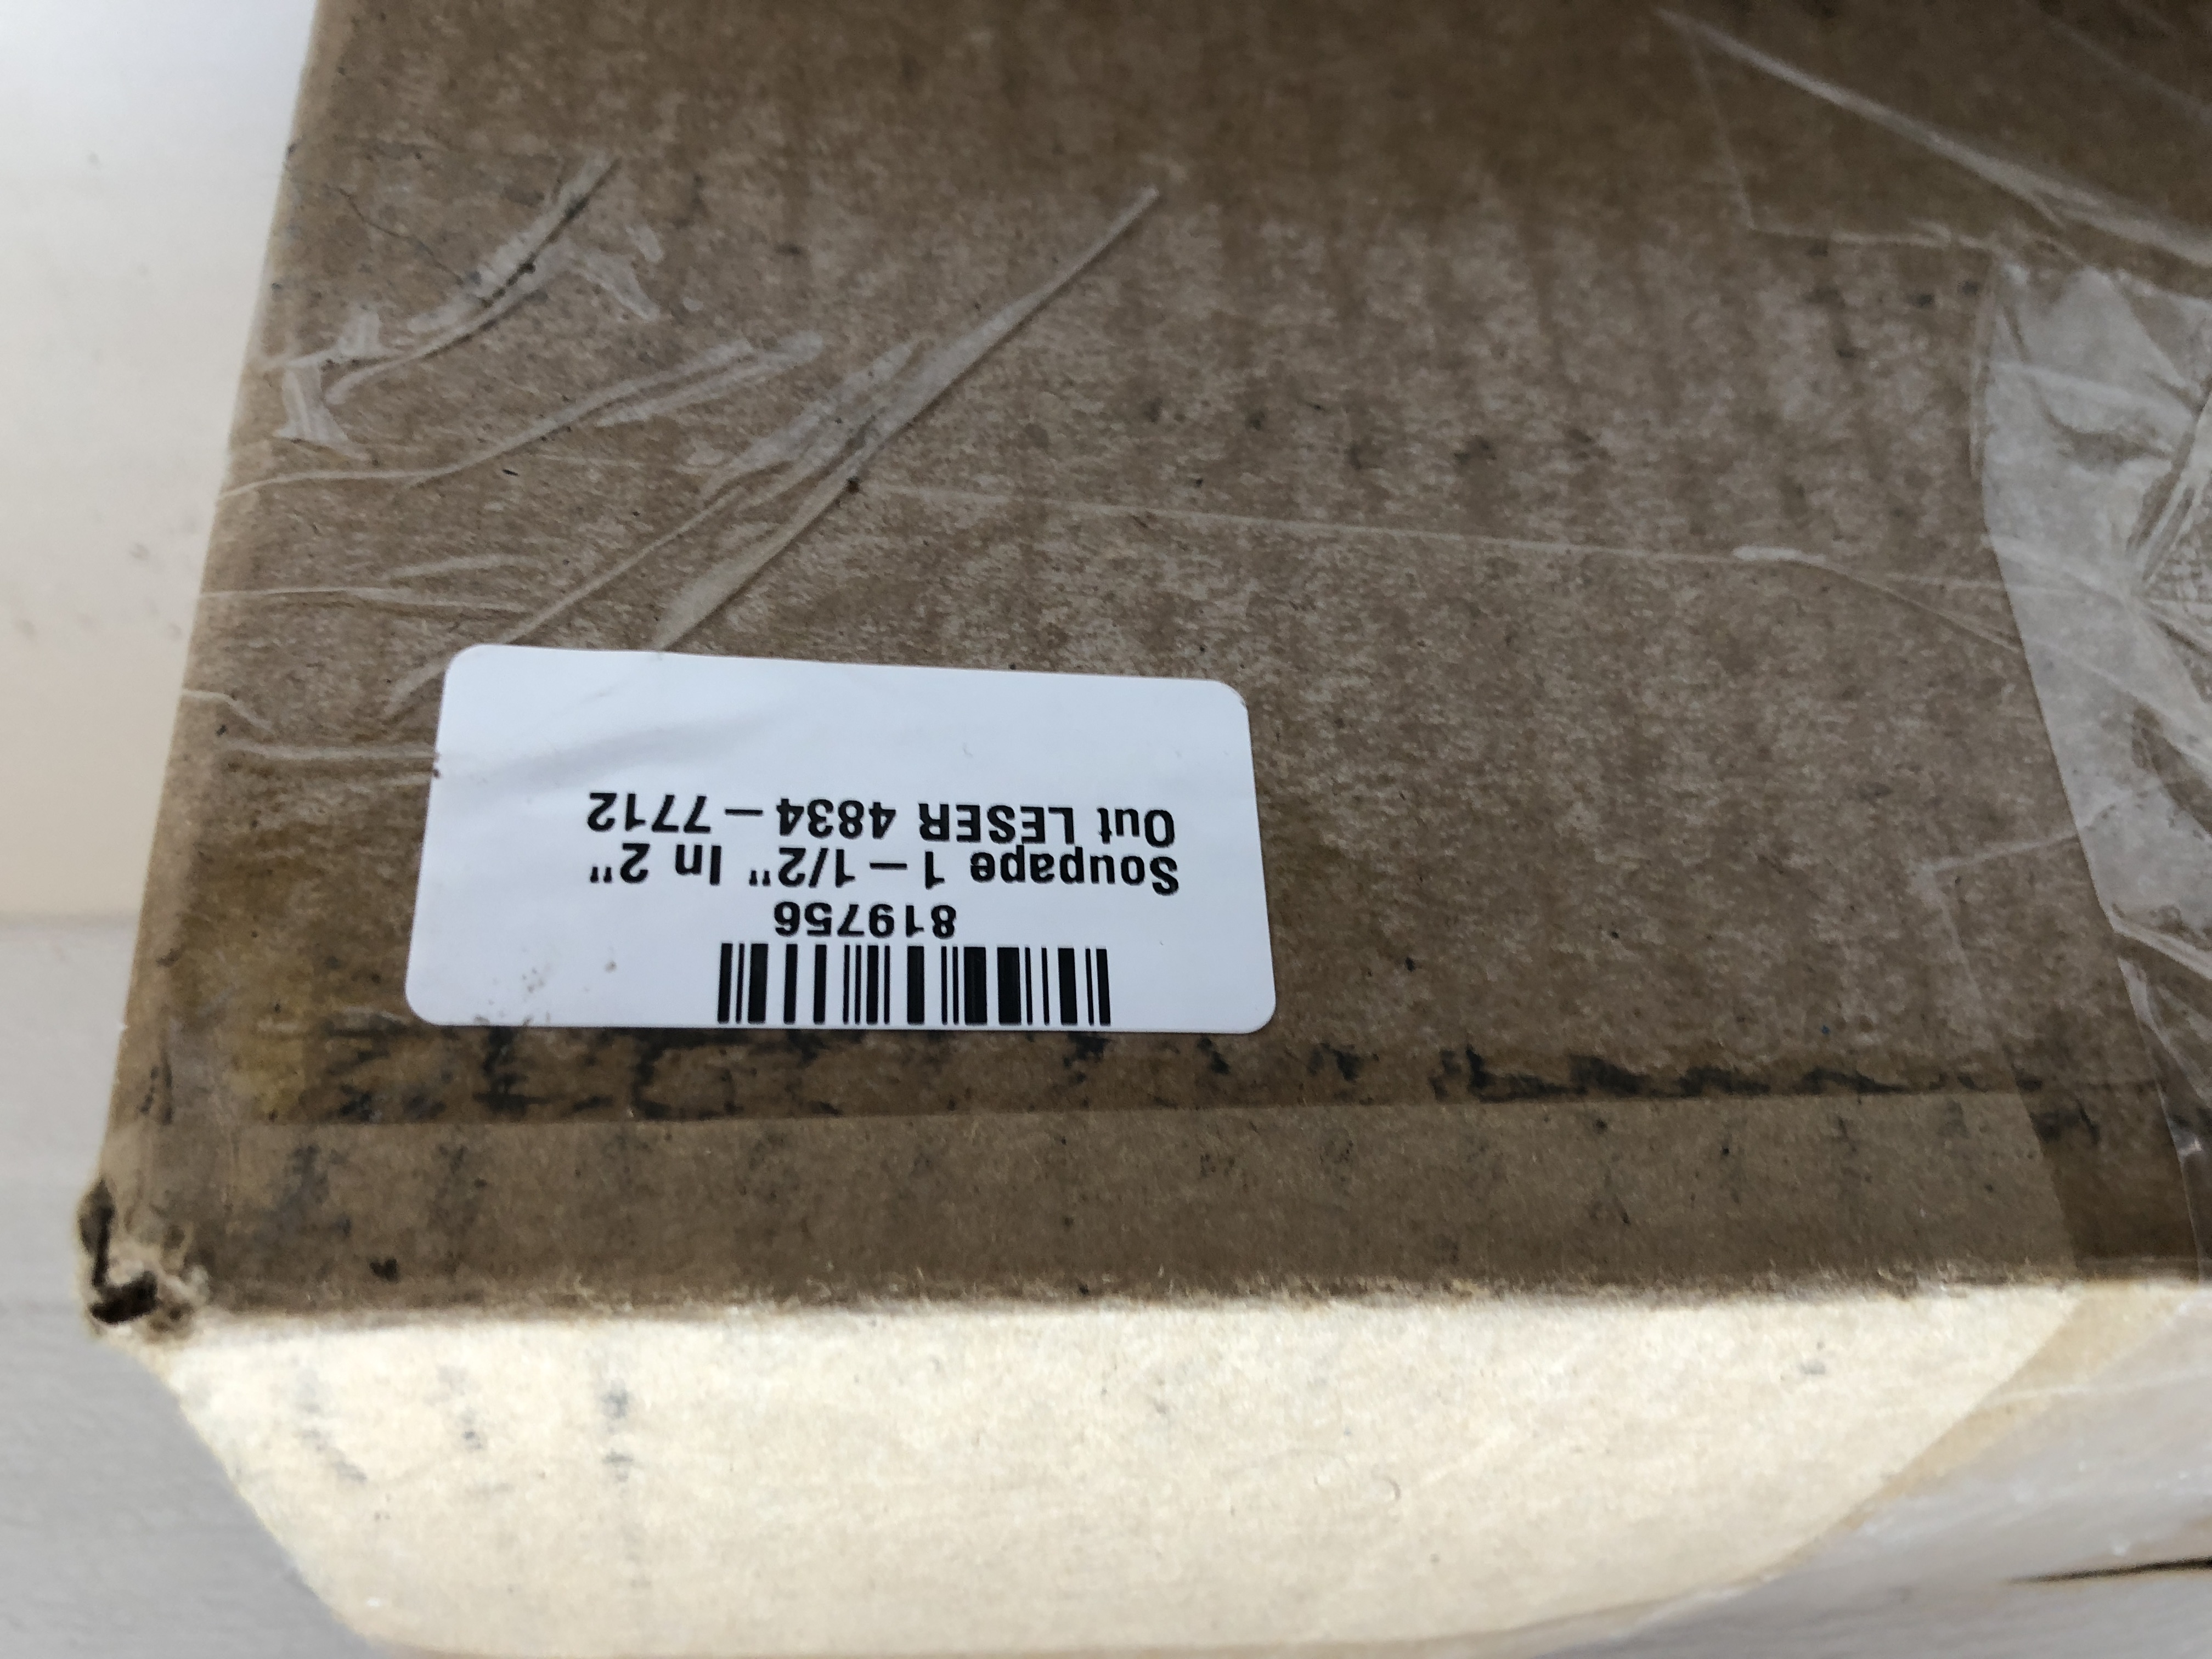 819756
Soupape 1-1/2" In 2"
Out LESER 4834-7712